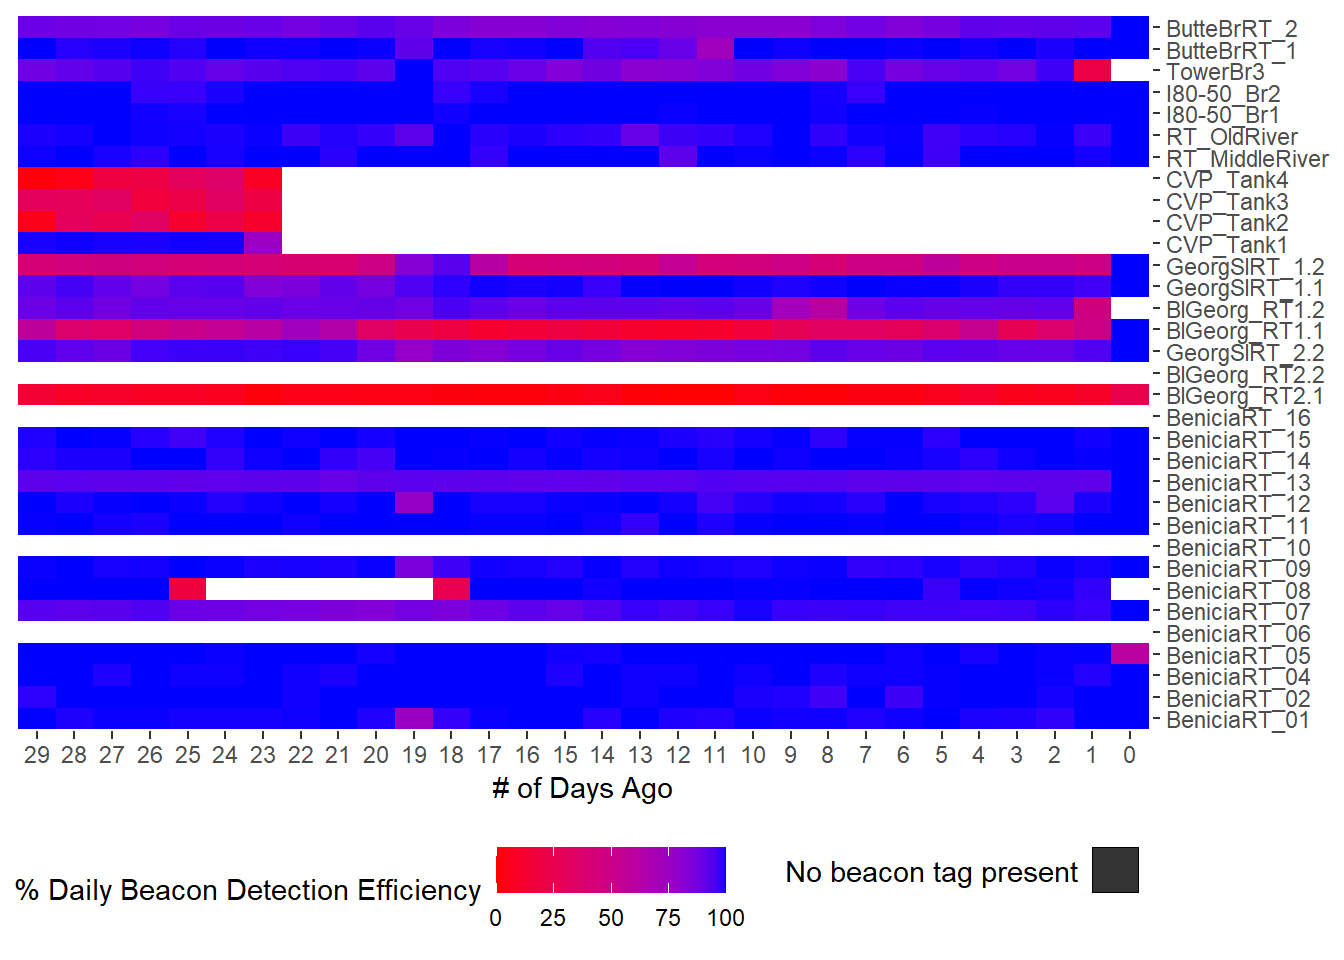 ButteBrRT_2
ButteBrRT_1
TowerBr3
I80-50_Br2
I80-50_Br1
RT_OldRiver
RT_MiddleRiver
CVP_Tank4
CVP_Tank3
CVP_Tank2
CVP_Tank1
GeorgSlRT_1.2
GeorgSlRT_1.1
BlGeorg_RT1.2
BlGeorg_RT1.1
GeorgSlRT_2.2
BlGeorg_RT2.2
BlGeorg_RT2.1
BeniciaRT_16
BeniciaRT_15
BeniciaRT_14
BeniciaRT_13
BeniciaRT_12
BeniciaRT_11
BeniciaRT_10
BeniciaRT_09
BeniciaRT_08
BeniciaRT_07
BeniciaRT_06
BeniciaRT_05
BeniciaRT_04
BeniciaRT_02
BeniciaRT_01
29 28 27 26 25 24 23 22 21 20 19 18 17 16 15 14 13 12 11 10 9 8 7 6 5 4 3 2 1 0
# of Days Ago
% Daily Beacon Detection Efficiency
0 25 50 75 100
No beacon tag present